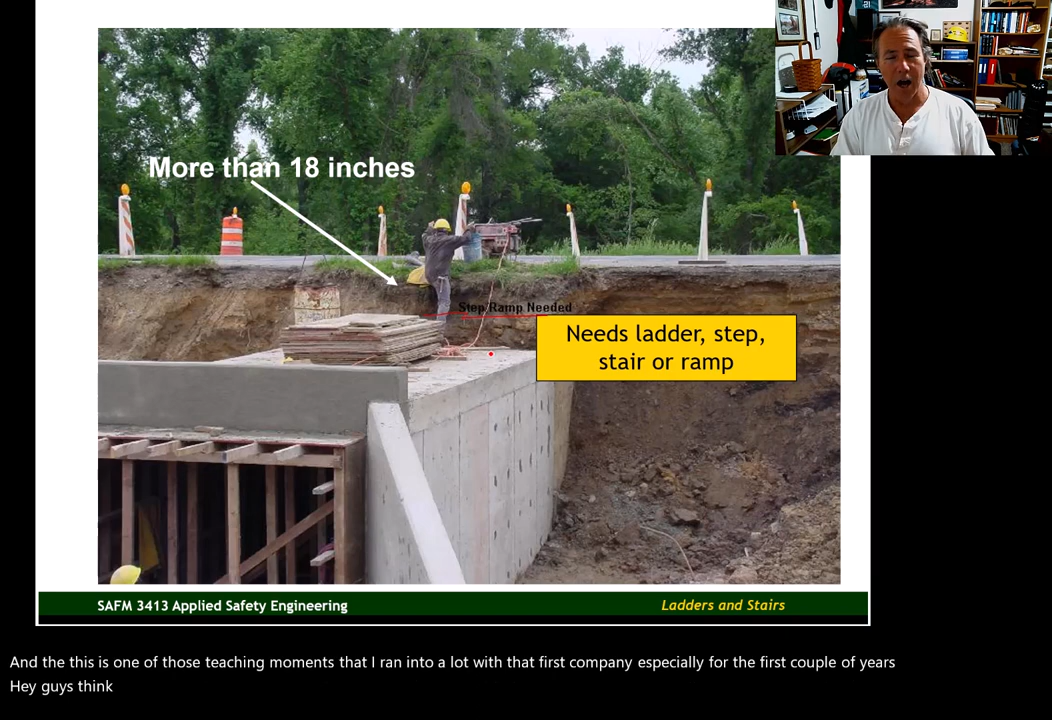 More than 18 inches
Step/Ramp Needed
Needs ladder, step,
stair or ramp
SAFM 3413 Applied Safety Engineering
Ladders and Stairs
And the this is one of those teaching moments that I ran into a lot with that first company especially for the first couple of years
Hey guys think